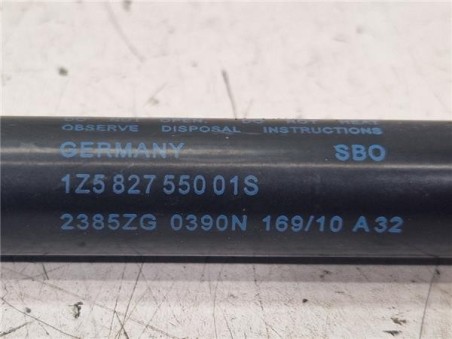 OBSERVE DISPOSAL INSTRUCTIONS
GERMANY SBO
1Z5 827 550 01S
2385ZG 0390N 169/10 A32